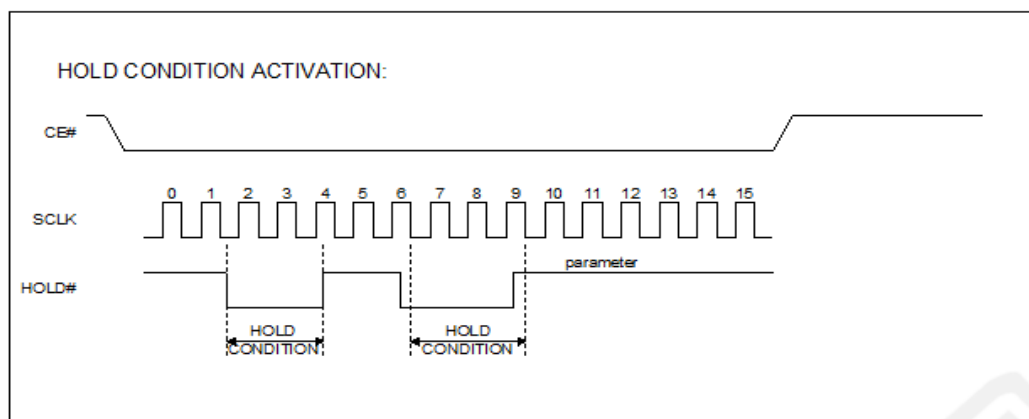 HOLD CONDITION ACTIVATION:
CE#
0 1 2 3 4 5 6 7 8 9 10 11 12 13 14 15
SCLK
parameter
HOLD#
HOLD HOLD
CONDITION CONDITION